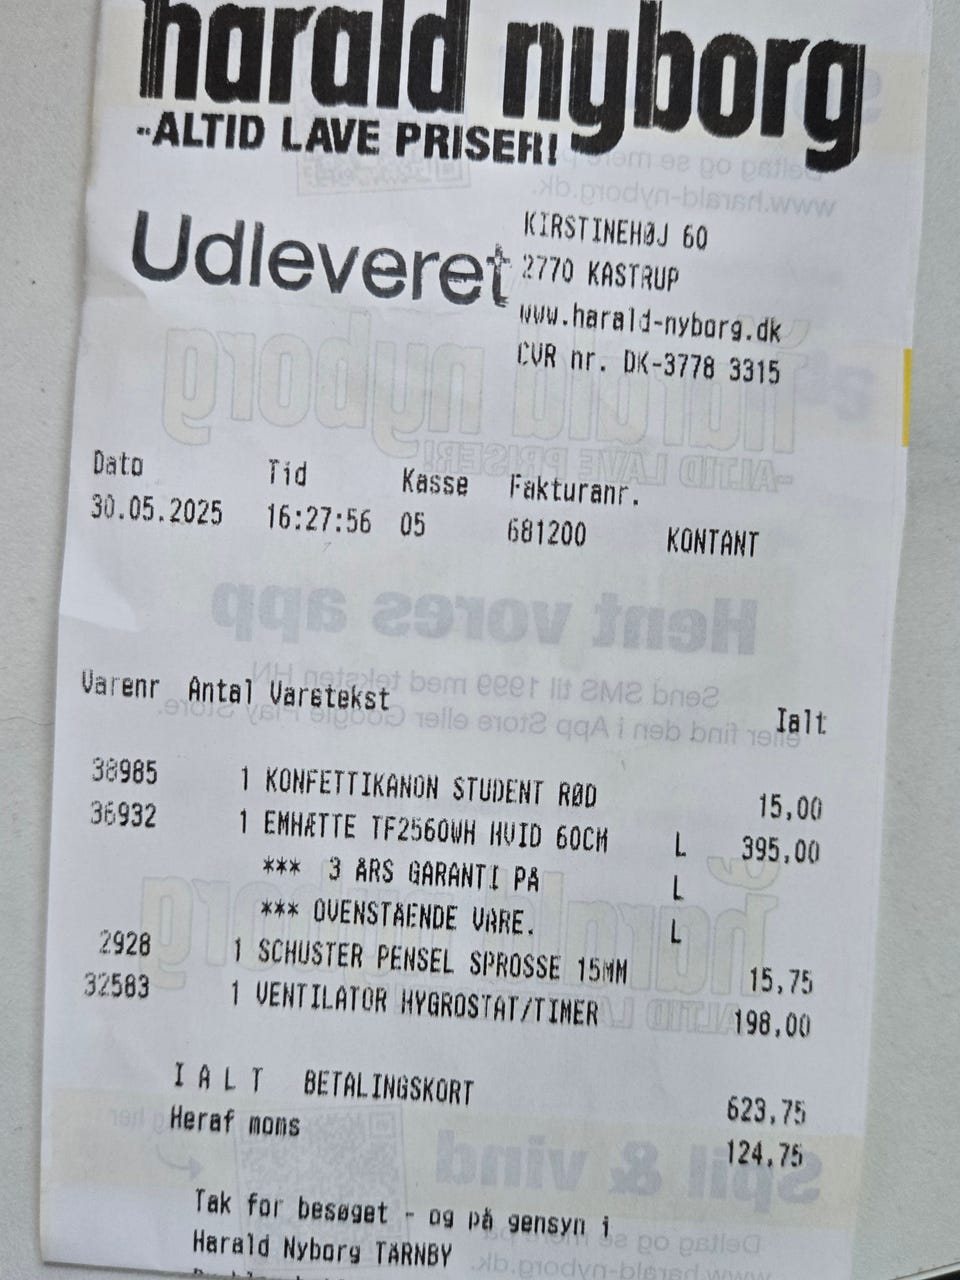 harald nyborg
-ALTID LAVE PRISER!
Udleveret
KIRSTINEHØJ 60
2770 KASTRUP
www.harald-nyborg.dk
CVR nr. DK-3778 3315
Dato Tid Kasse Fakturanr.
30.05.2025 16:27:56 05 681200 KONTANT
Varenr Antal Varetekst Ialt
38985 1 KONFETTIKANON STUDENT RØD 15,00
36932 1 EMHÆTTE TF2560WH HVID 60CM L 395,00
*** 3 ÅRS GARANTI PÅ L
*** OVENSTÅENDE VARE. L
2928 1 SCHUSTER PENSEL SPROSSE 15MM 15,75
32583 1 VENTILATOR HYGROSTAT/TIMER 198,00
I A L T BETALINGSKORT 623,75
Heraf moms 124,75
Tak for besøget - og på gensyn i
Harald Nyborg TÅRNBY